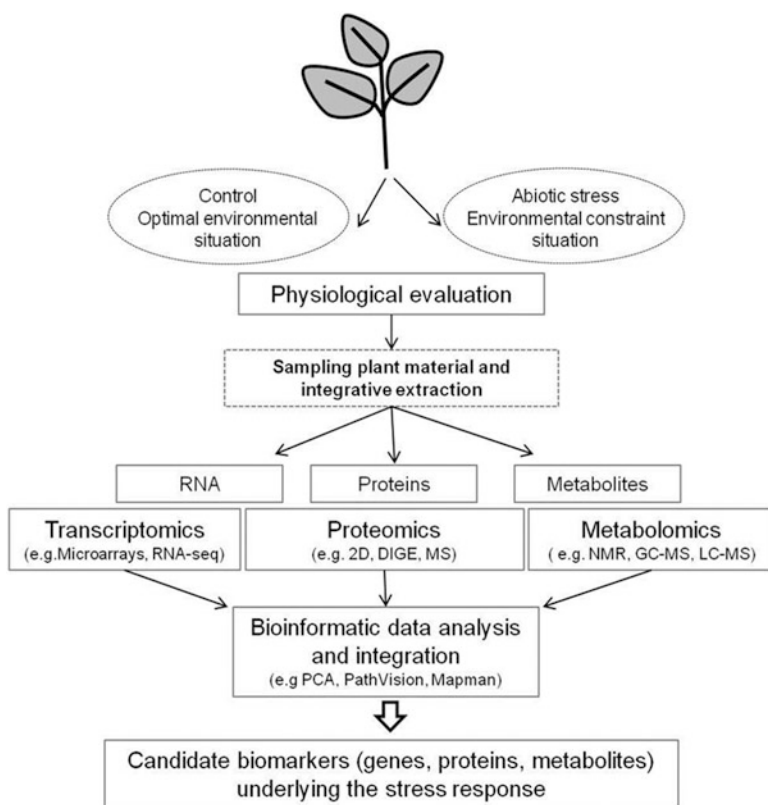 Control
Optimal environmental
situation
Abiotic stress
Environmental constraint
situation
Physiological evaluation
Sampling plant material and
integrative extraction
RNA
Proteins
Metabolites
Transcriptomics
(e.g.Microarrays, RNA-seq)
Proteomics
(e.g. 2D, DIGE, MS)
Metabolomics
( e.g. NMR, GC-MS, LC-MS)
Bioinformatic data analysis
and integration
(e.g PCA, PathVision, Mapman)
Candidate biomarkers (genes, proteins, metabolites)
underlying the stress response